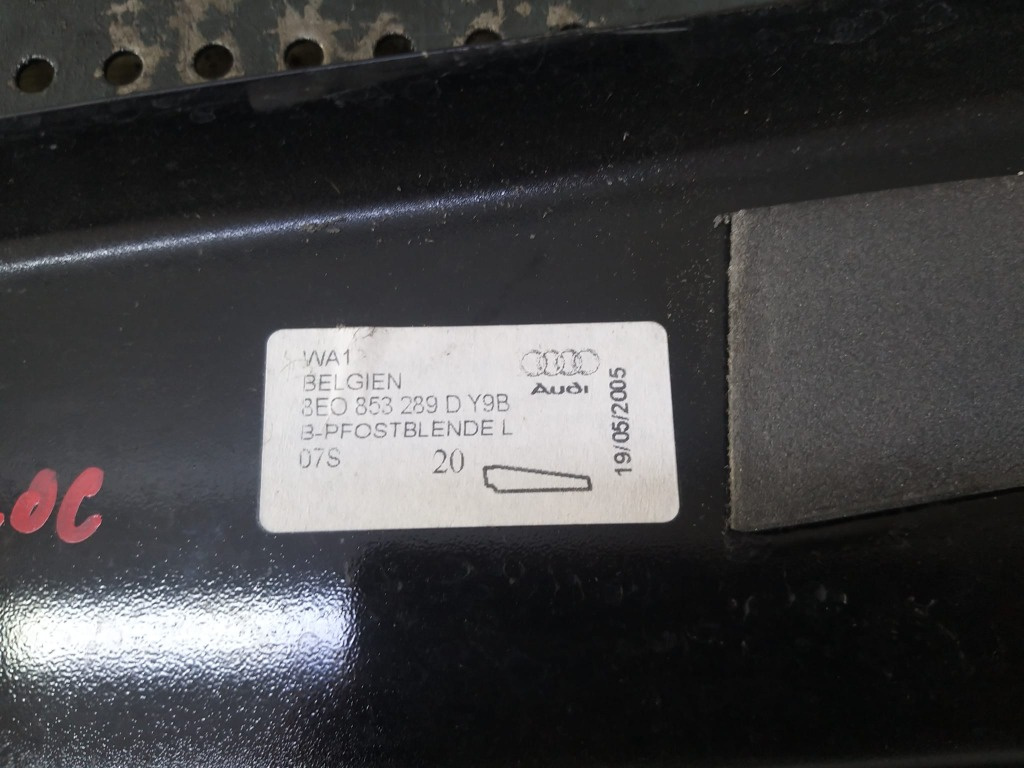 WA1
BELGIEN
8E0 853 289 D Y9B
B-PFOSTBLENDE L
07S 20
Audi
19/05/2005